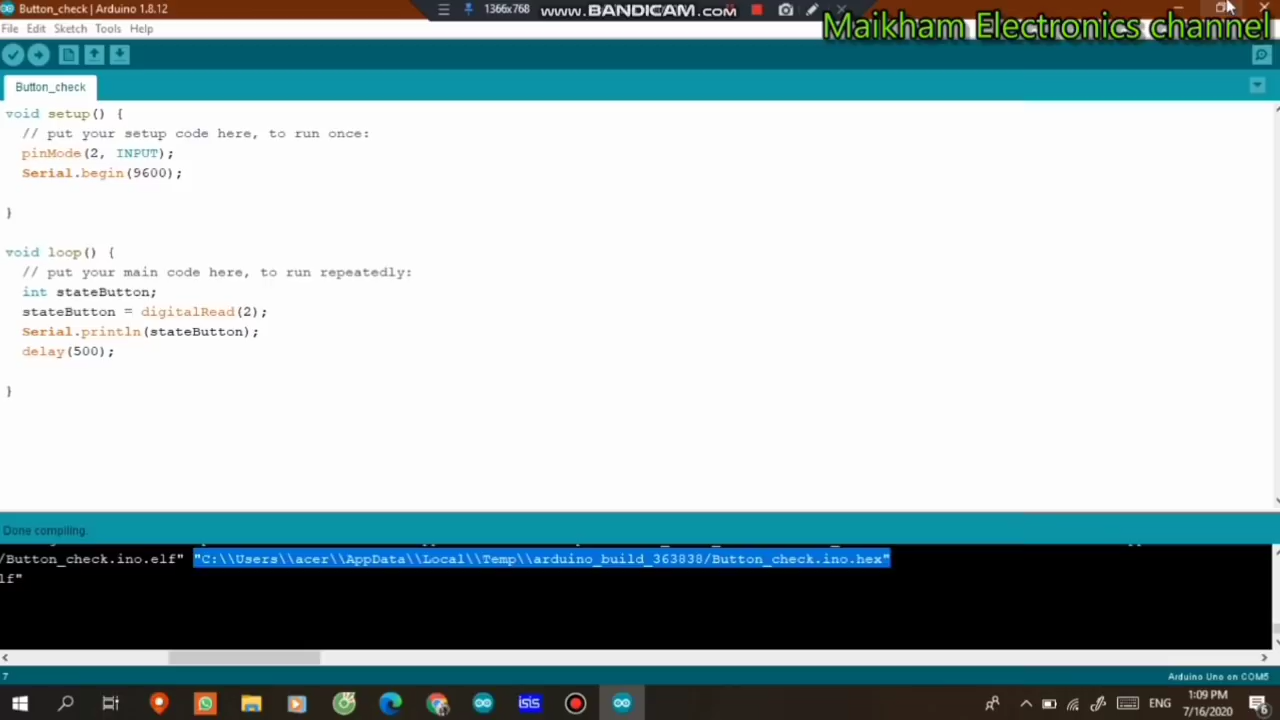 Button_check | Arduino 1.8.12
1366x768
WWW.BANDICAM.COM
Maikham Electronics channel
File Edit Sketch Tools Help
Button_check
void setup() {
// put your setup code here, to run once:
pinMode(2, INPUT);
Serial.begin(9600);
}
void loop() {
// put your main code here, to run repeatedly:
int stateButton;
stateButton = digitalRead(2);
Serial.println(stateButton);
delay(500);
}
Done compiling.
/Button_check.ino.elf" "C:\\Users\\acer\\AppData\\Local\\Temp\\arduino_build_363838/Button_check.ino.hex"
lf"
7
Arduino Uno on COM5
isis
ENG
1:09 PM
7/16/2020
6